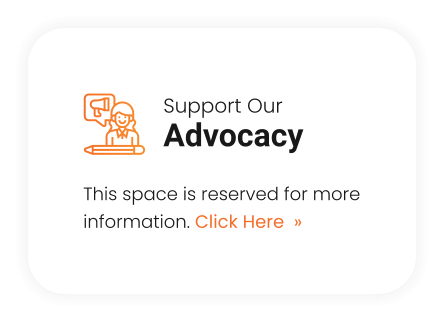 Support Our
Advocacy
This space is reserved for more
information. Click Here »